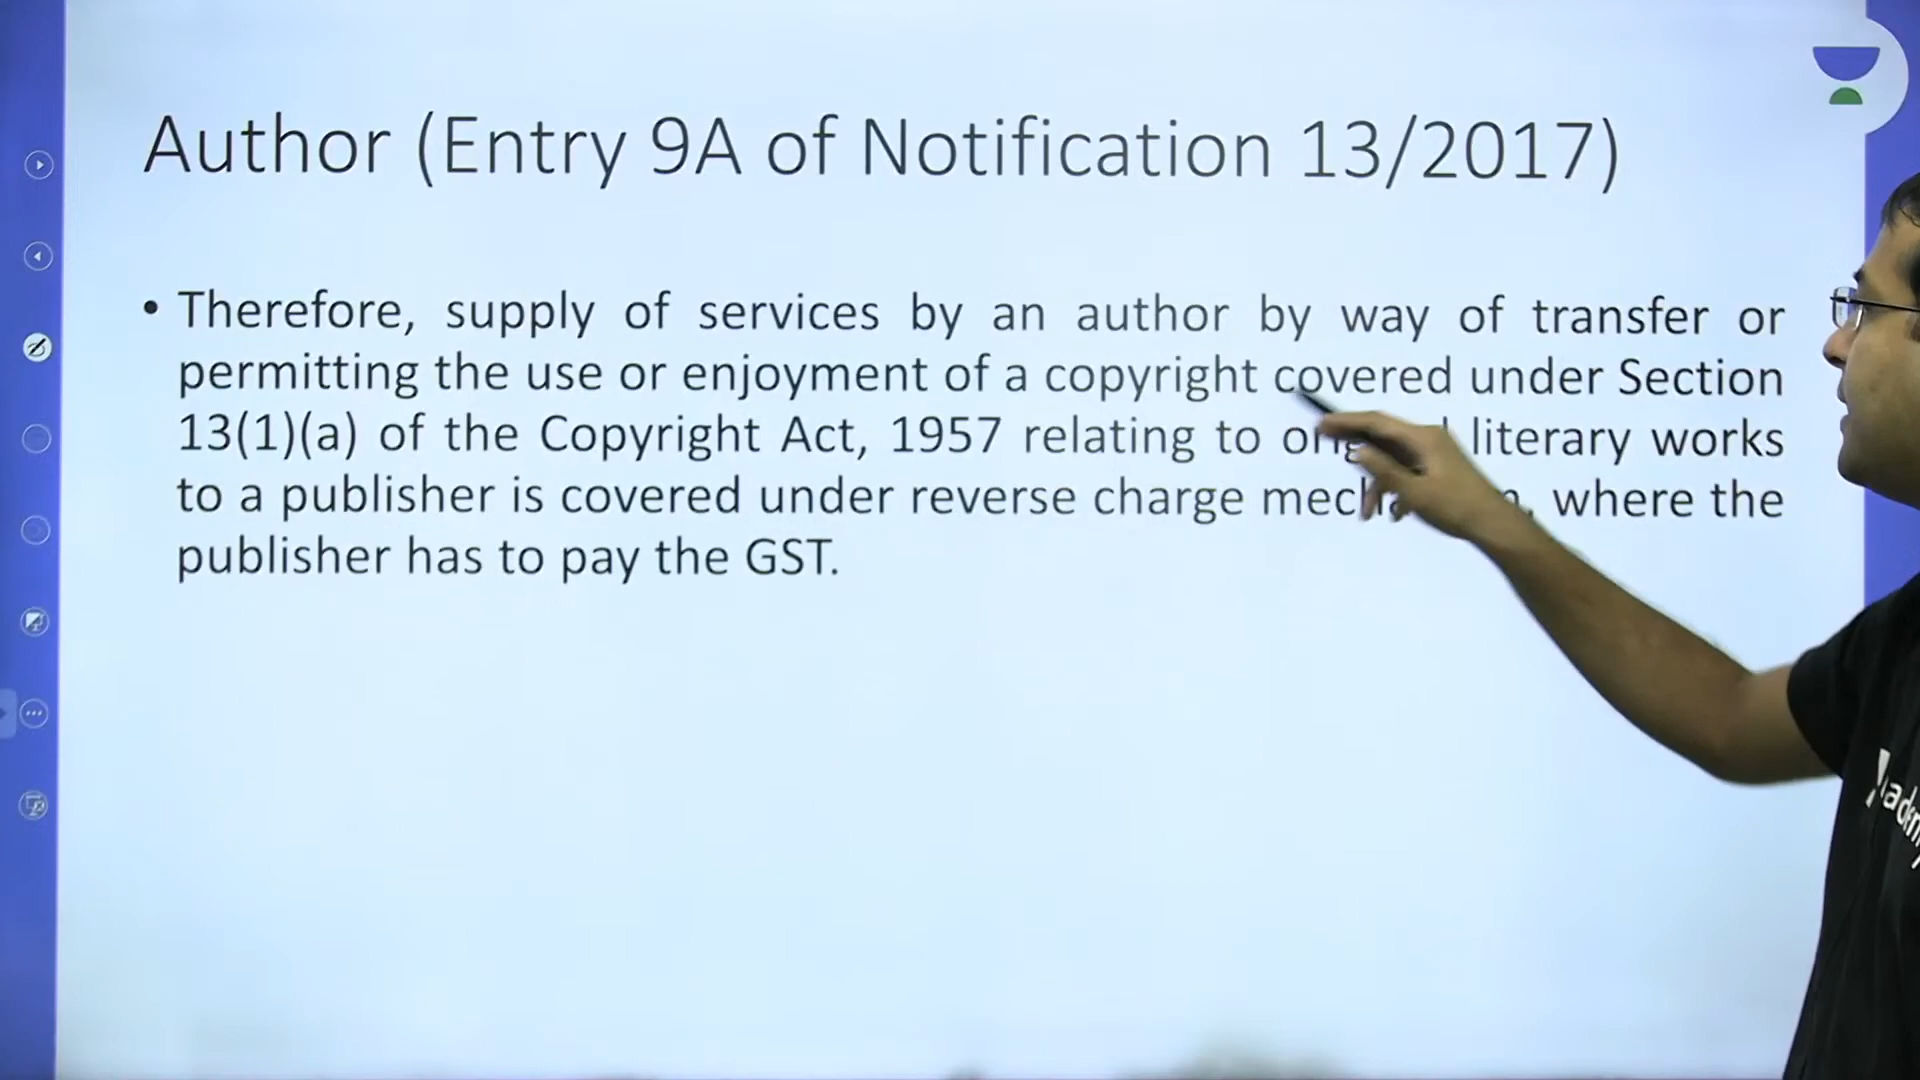 Author (Entry 9A of Notification 13/2017)
• Therefore, supply of services by an author by way of transfer or
permitting the use or enjoyment of a copyright covered under Section
13(1)(a) of the Copyright Act, 1957 relating to literary works
to a publisher is covered under reverse charge where the
publisher has to pay the GST.